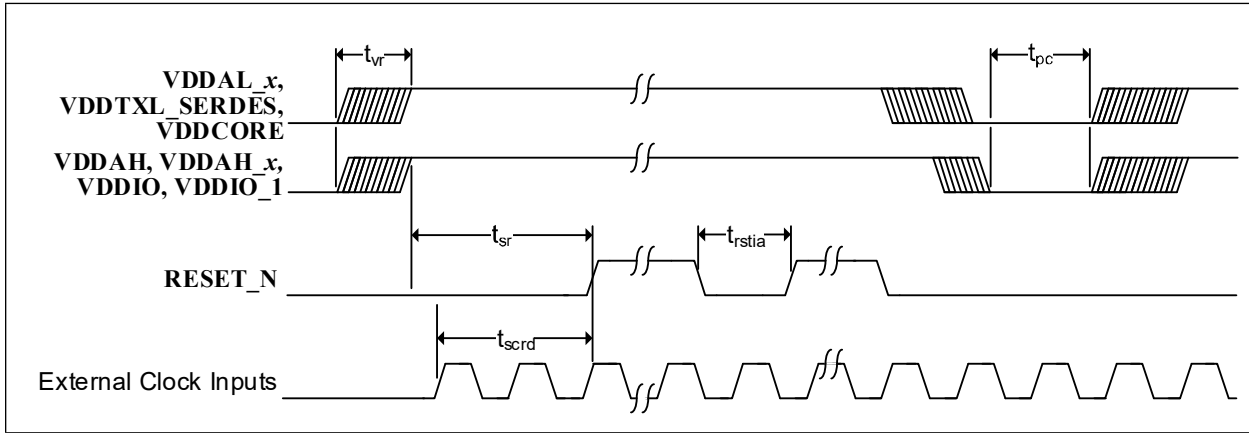 t_vr
t_pc
VDDAL_x,
VDDTXL_SERDES,
VDDCORE
VDDAH, VDDAH_x,
VDDIO, VDDIO_1
t_sr
t_rstia
RESET_N
t_scrd
External Clock Inputs